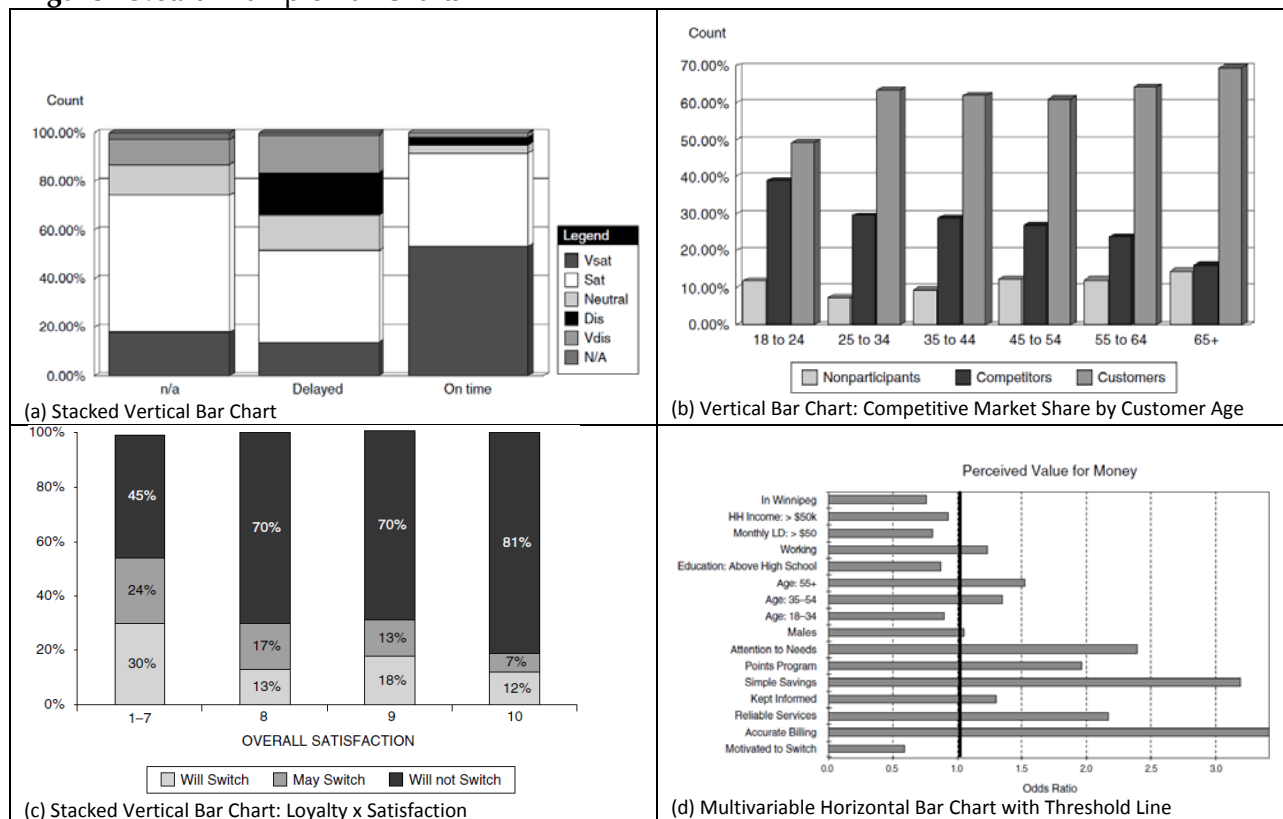 Count
100.00%
80.00%
60.00%
40.00%
20.00%
0.00%
n/a
Delayed
On time
Legend
Vsat
Sat
Neutral
Dis
Vdis
N/A
(a) Stacked Vertical Bar Chart
Count
70.00%
60.00%
50.00%
40.00%
30.00%
20.00%
10.00%
0.00%
18 to 24
25 to 34
35 to 44
45 to 54
55 to 64
65+
Nonparticipants
Competitors
Customers
(b) Vertical Bar Chart: Competitive Market Share by Customer Age
100%
80%
60%
40%
20%
0%
45%
24%
30%
70%
17%
13%
70%
13%
18%
81%
7%
12%
1–7
8
9
10
OVERALL SATISFACTION
Will Switch
May Switch
Will not Switch
(c) Stacked Vertical Bar Chart: Loyalty x Satisfaction
Perceived Value for Money
In Winnipeg
HH Income: > $50k
Monthly LD: > $50
Working
Education: Above High School
Age: 55+
Age: 35–54
Age: 18–34
Males
Attention to Needs
Points Program
Simple Savings
Kept Informed
Reliable Services
Accurate Billing
Motivated to Switch
0.0
0.5
1.0
1.5
2.0
2.5
3.0
Odds Ratio
(d) Multivariable Horizontal Bar Chart with Threshold Line